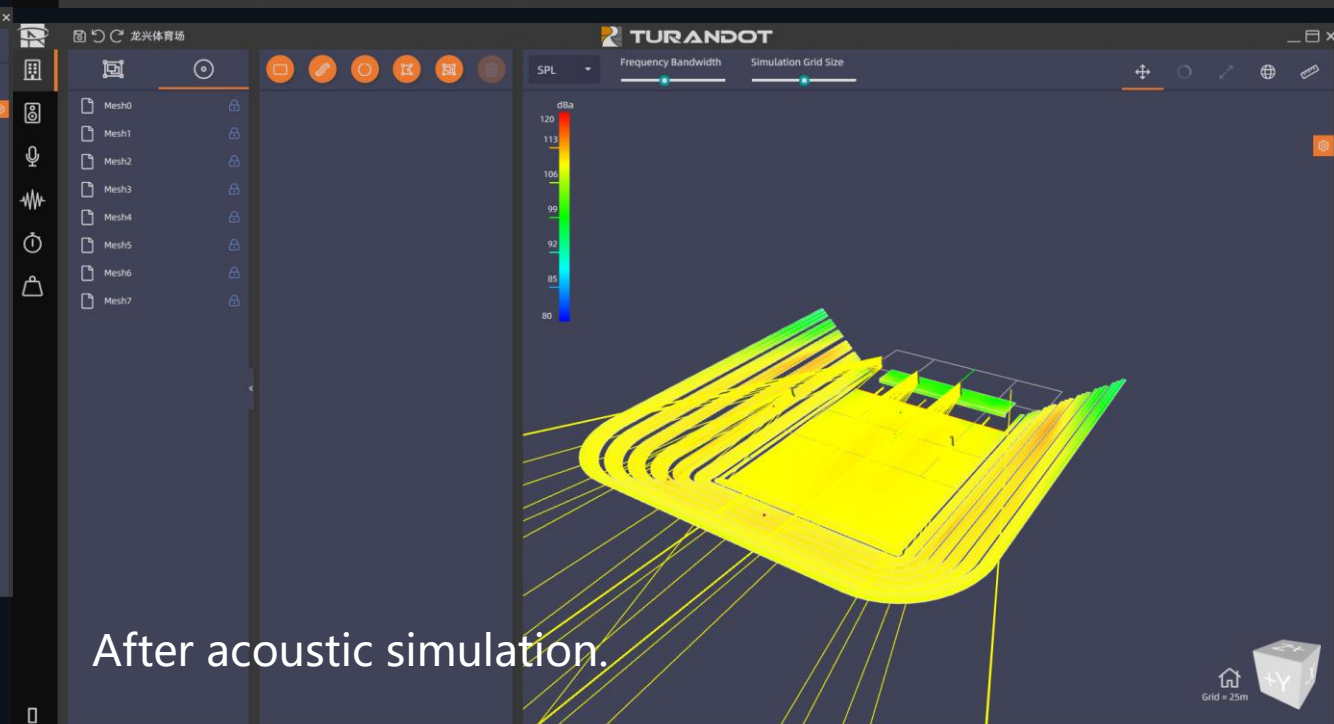 龙兴体育场
TURANDOT
SPL
Frequency Bandwidth
Simulation Grid Size
Mesh0
Mesh1
Mesh2
Mesh3
Mesh4
Mesh5
Mesh6
Mesh7
dBa
120
113
106
99
92
85
80
After acoustic simulation.
Grid = 25m
Z+
+Y